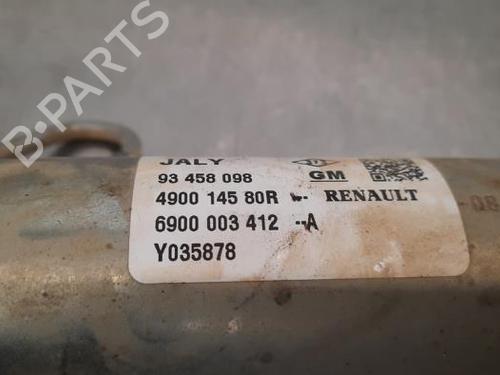 B-PARTS
JALY
93 458 098
GM
4900 145 80R -- RENAULT
6900 003 412 --A
Y035878